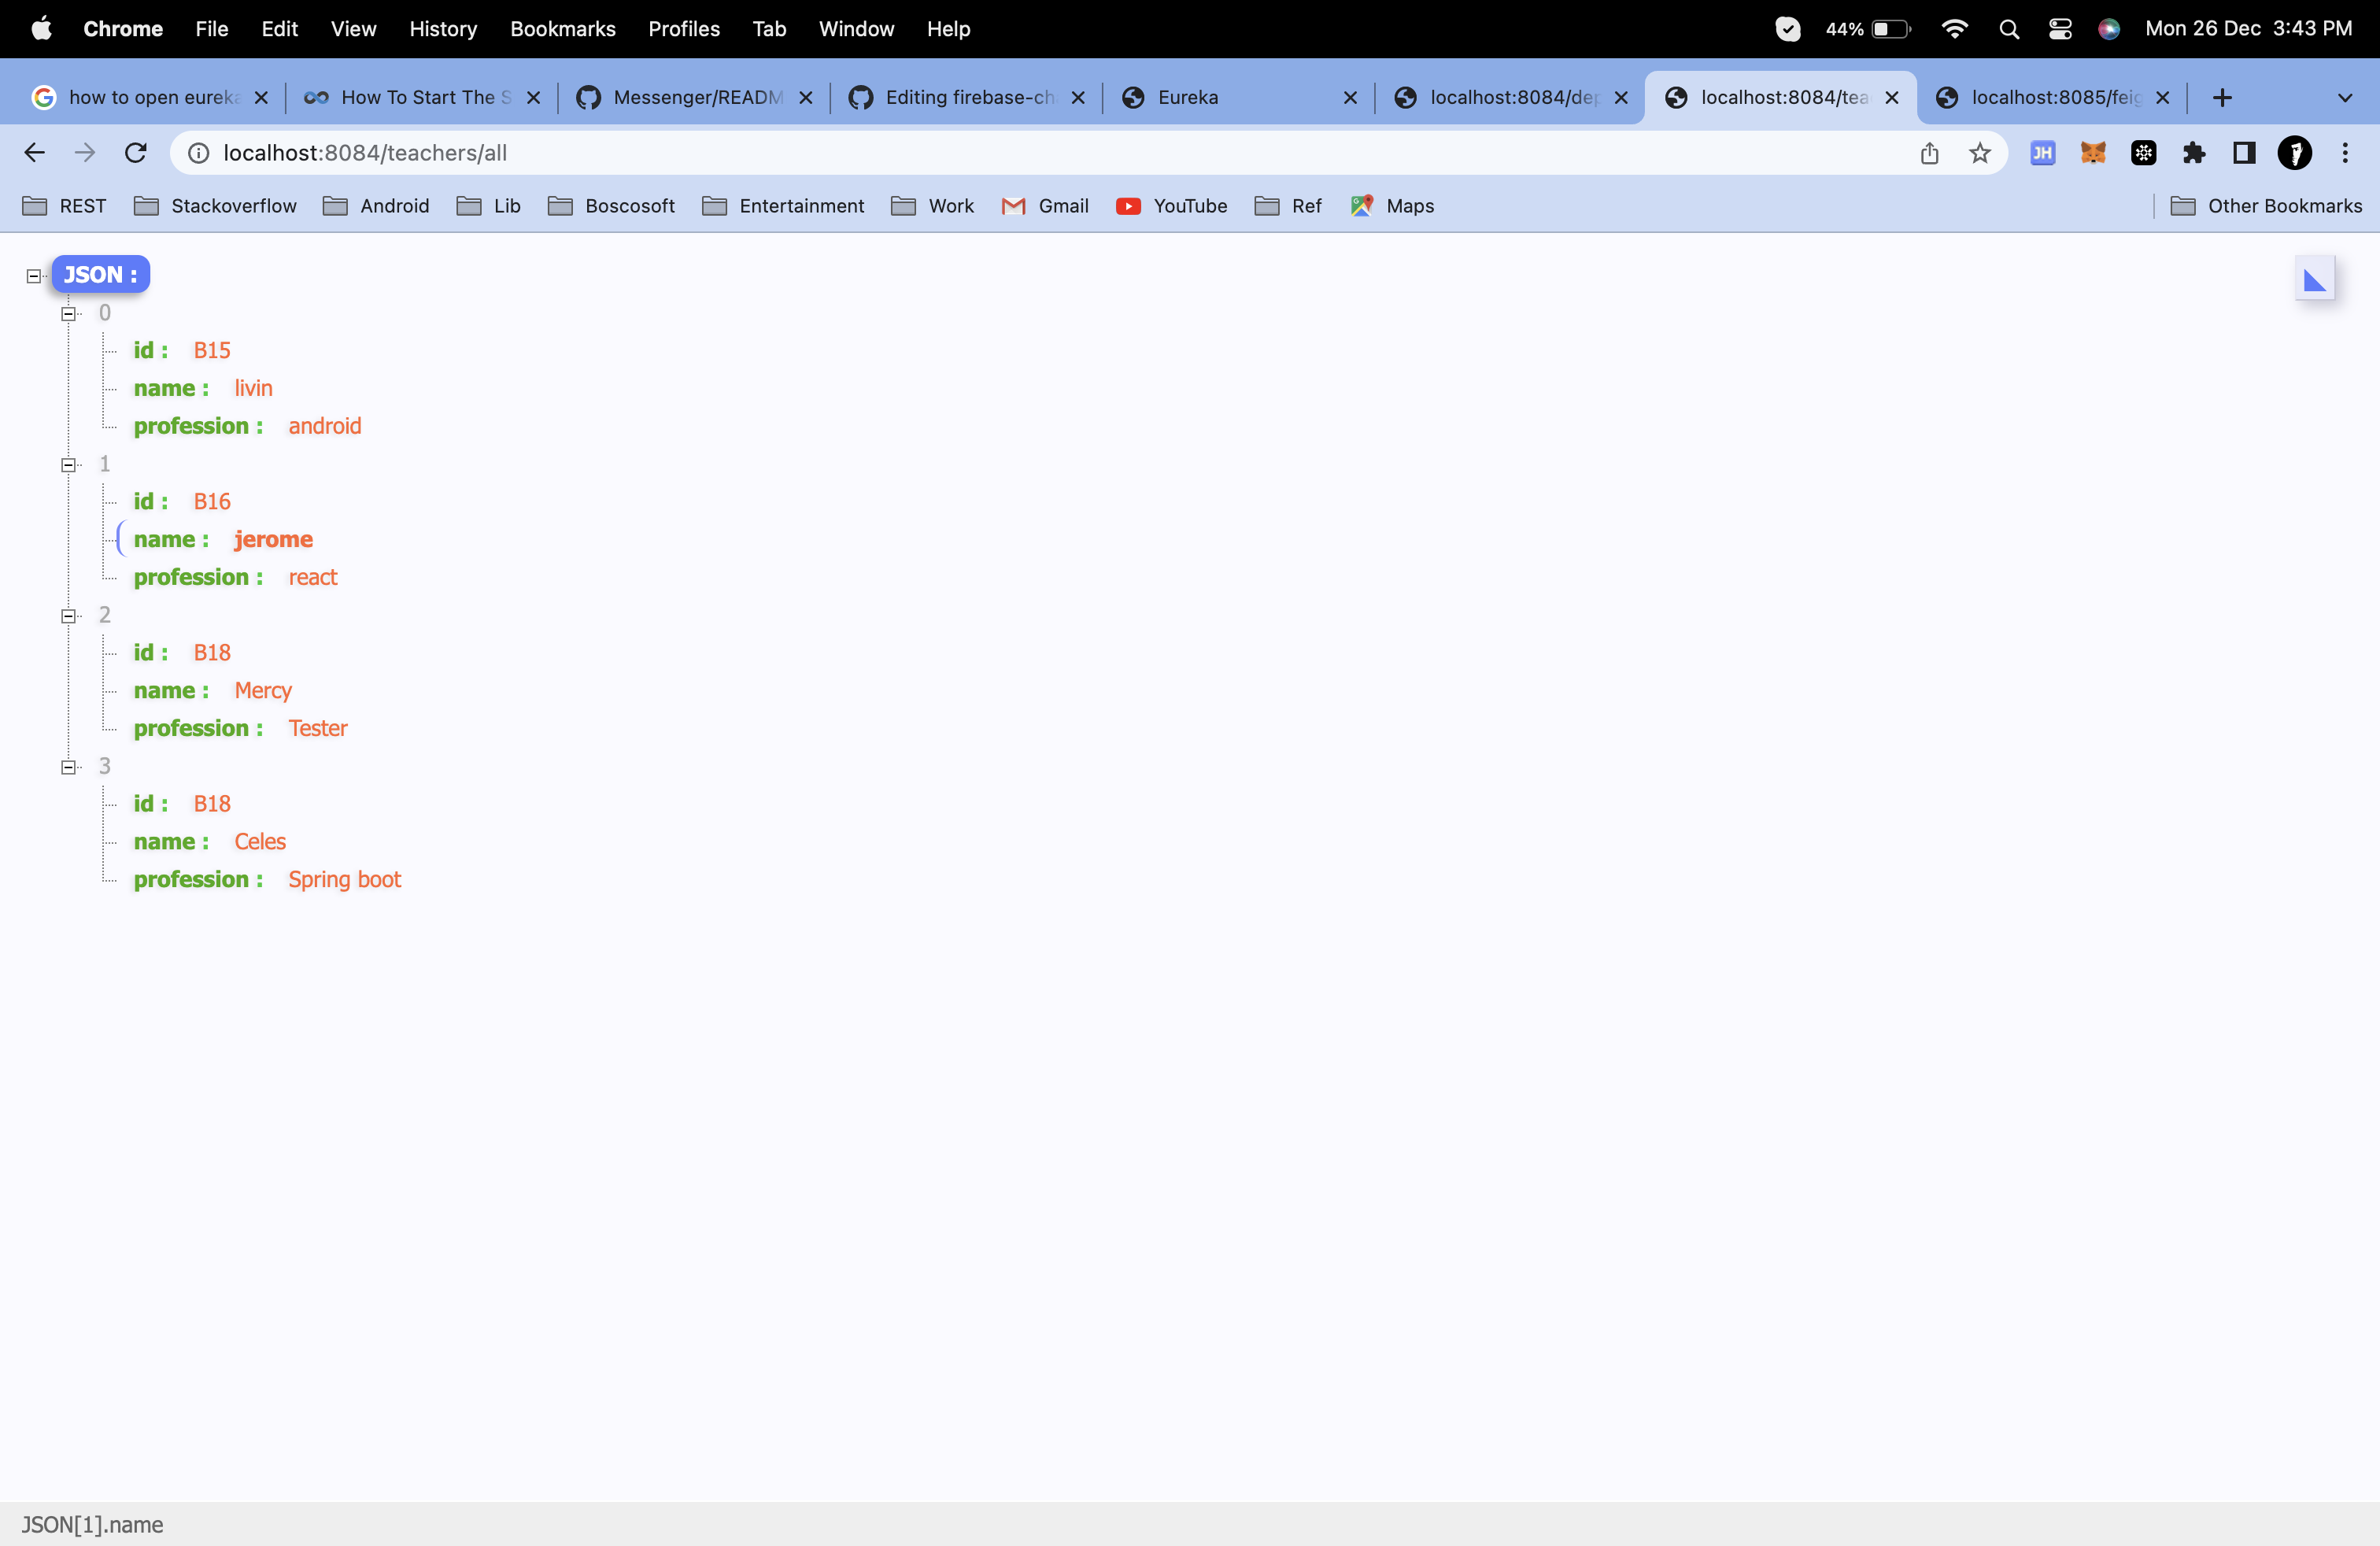 Chrome File Edit View History Bookmarks Profiles Tab Window Help 44% Mon 26 Dec 3:43 PM
how to open eureka How To Start The S Messenger/READM Editing firebase-ch Eureka localhost:8084/dep localhost:8084/tea localhost:8085/feig
localhost:8084/teachers/all JH
REST Stackoverflow Android Lib Boscosoft Entertainment Work Gmail YouTube Ref Maps Other Bookmarks
JSON :
0
id : B15
name : livin
profession : android
1
id : B16
name : jerome
profession : react
2
id : B18
name : Mercy
profession : Tester
3
id : B18
name : Celes
profession : Spring boot
JSON[1].name